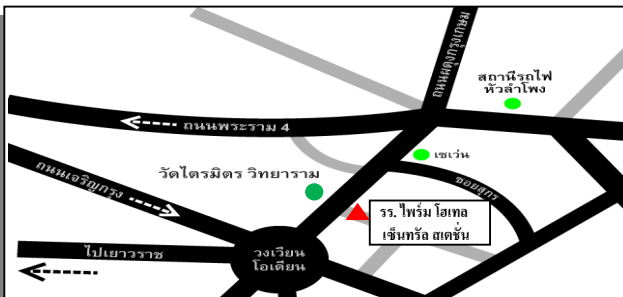 ถนนผดุงกรุงเกษม
สถานีรถไฟ
หัวลำโพง
ถนนพระราม 4
เซเว่น
ถนนเจริญกรุง
วัดไตรมิตร วิทยาราม
ซอยสุกร
รร. ไพร์ม โฮเทล
เซ็นทรัล สเตชั่น
ไปเยาวราช
วงเวียน
โอเดียน